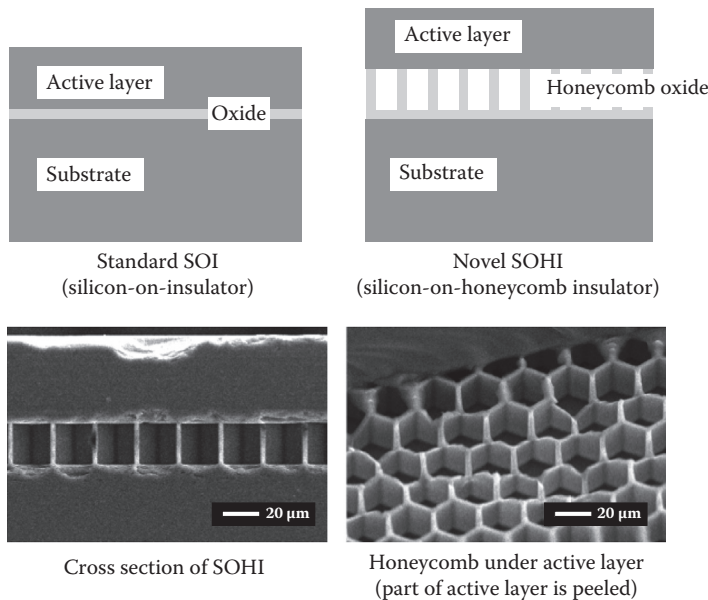 Active layer
Oxide
Substrate
Standard SOI
(silicon-on-insulator)
Active layer
Honeycomb oxide
Substrate
Novel SOHI
(silicon-on-honeycomb insulator)
20 μm
Cross section of SOHI
20 μm
Honeycomb under active layer
(part of active layer is peeled)